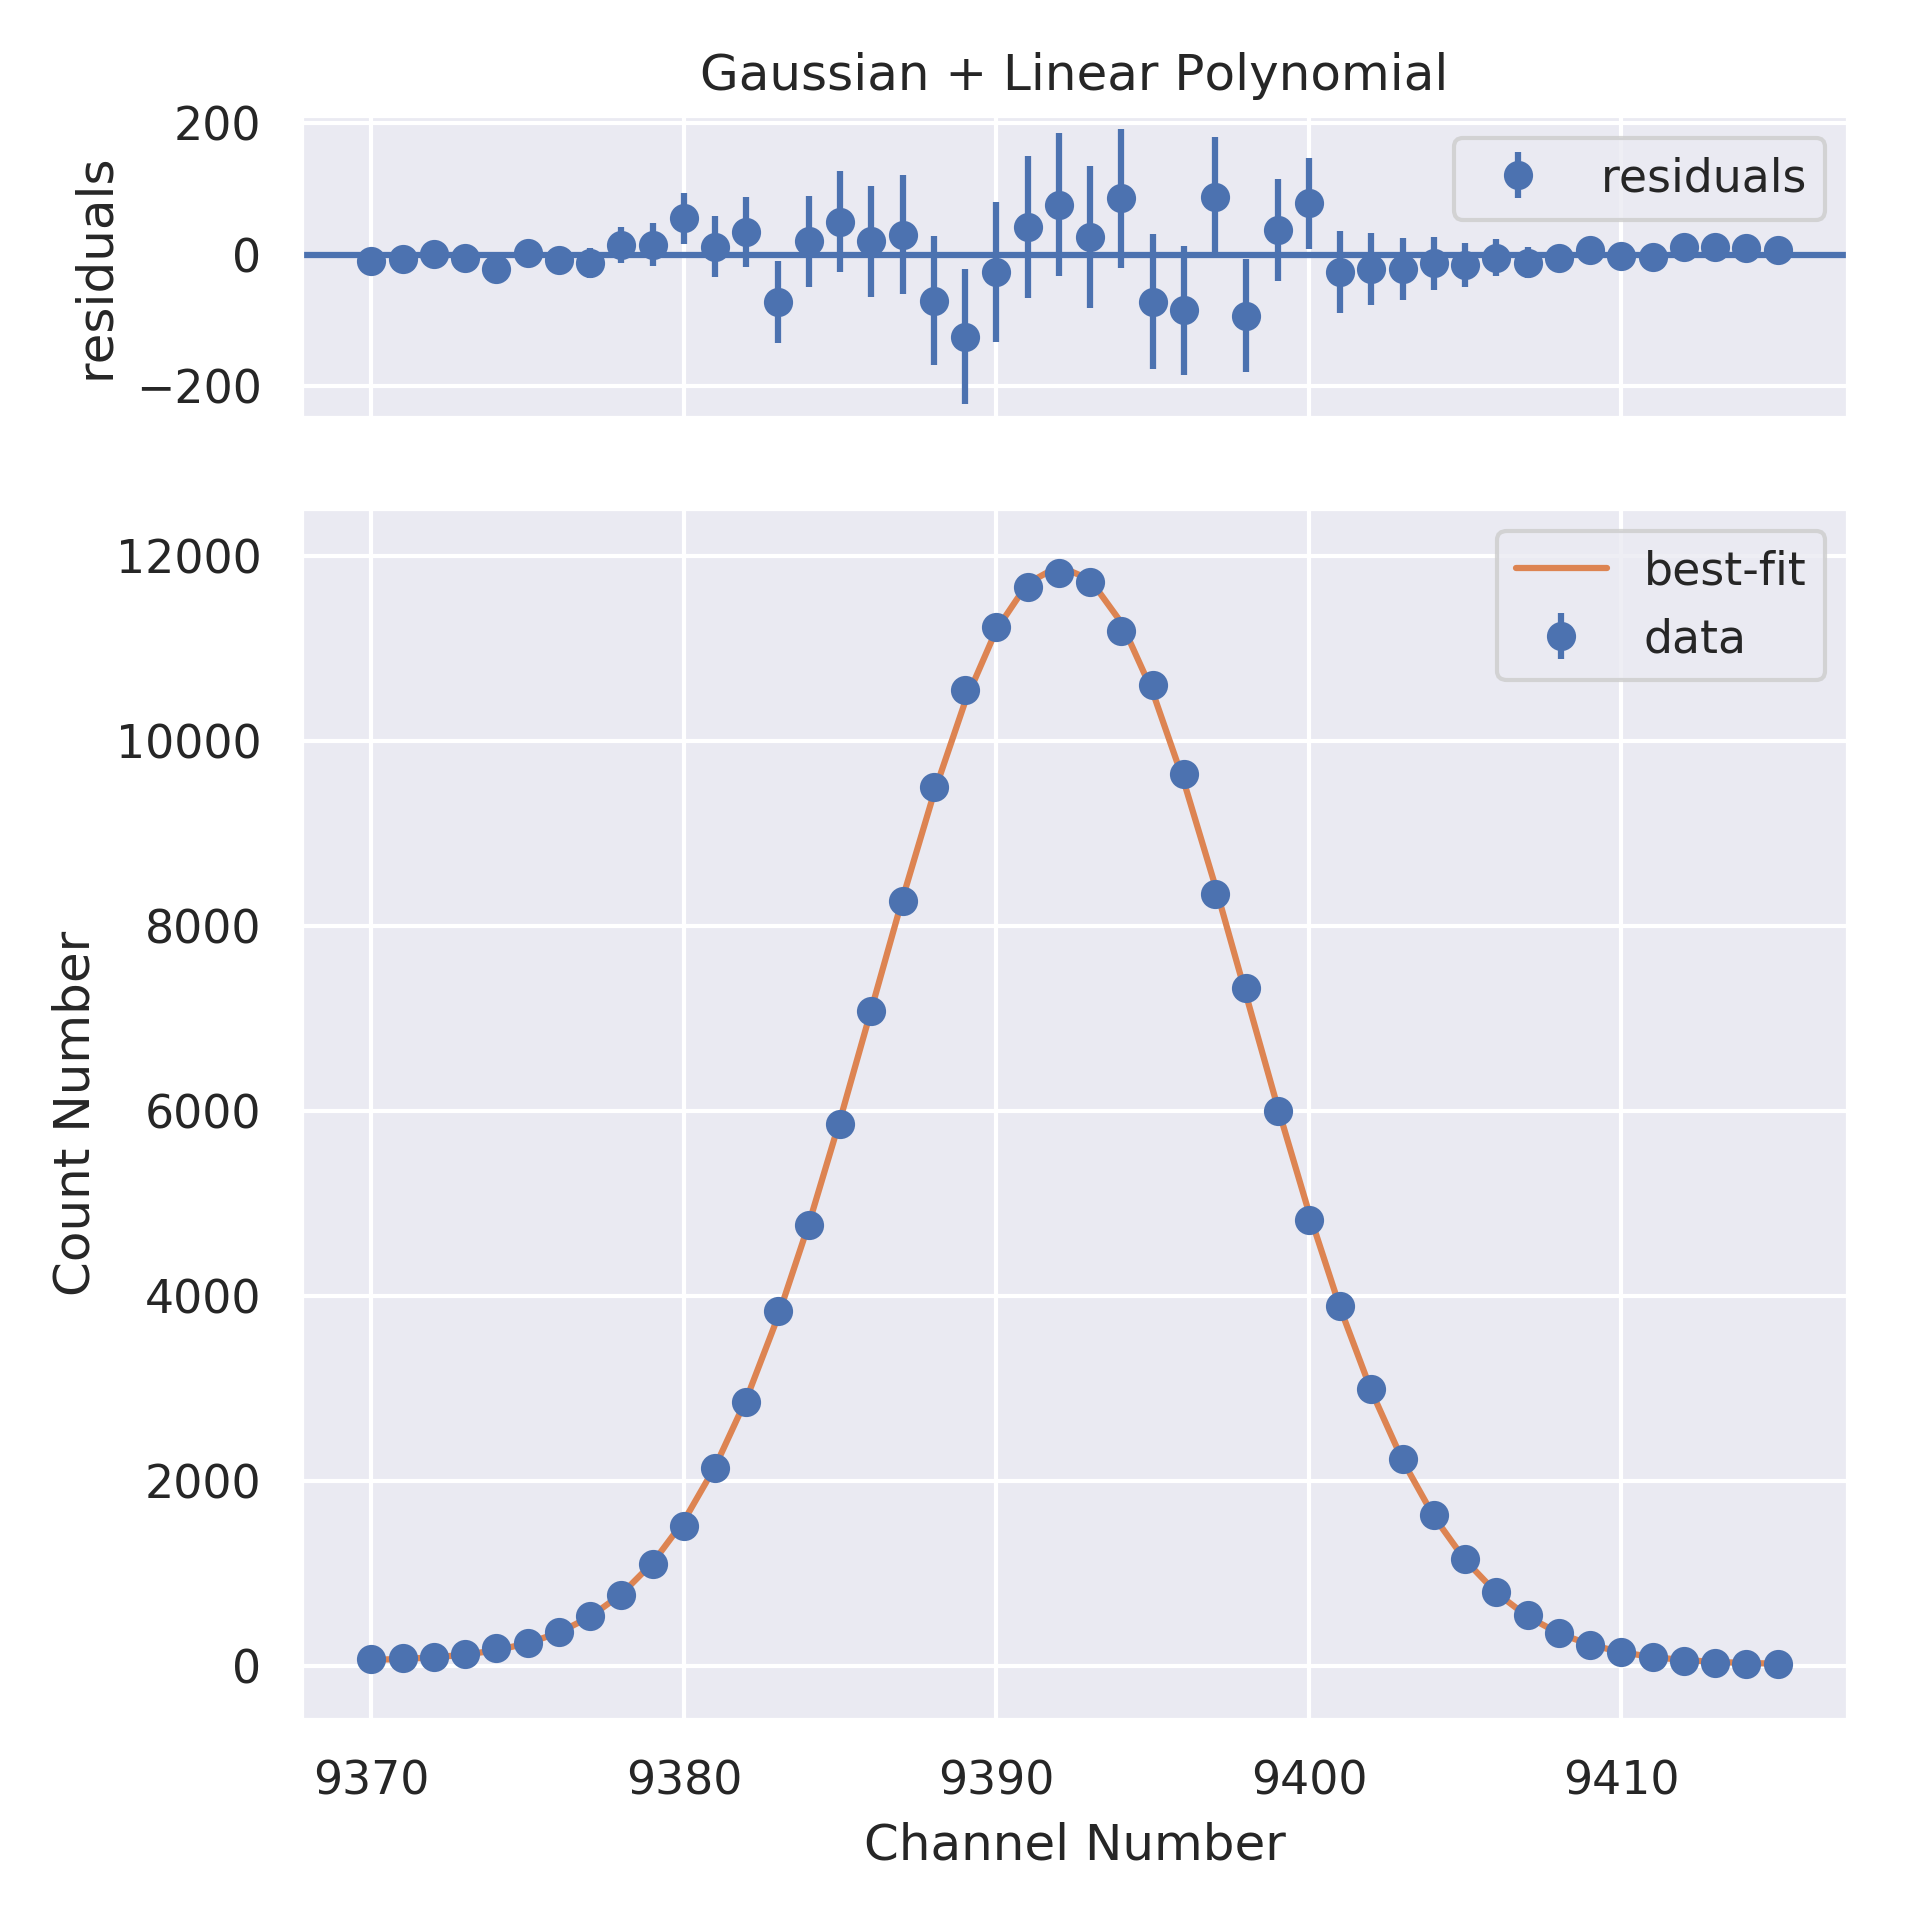 Gaussian + Linear Polynomial
200
0
−200
residuals
residuals
12000
10000
8000
6000
4000
2000
0
Count Number
best-fit
data
9370 9380 9390 9400 9410
Channel Number